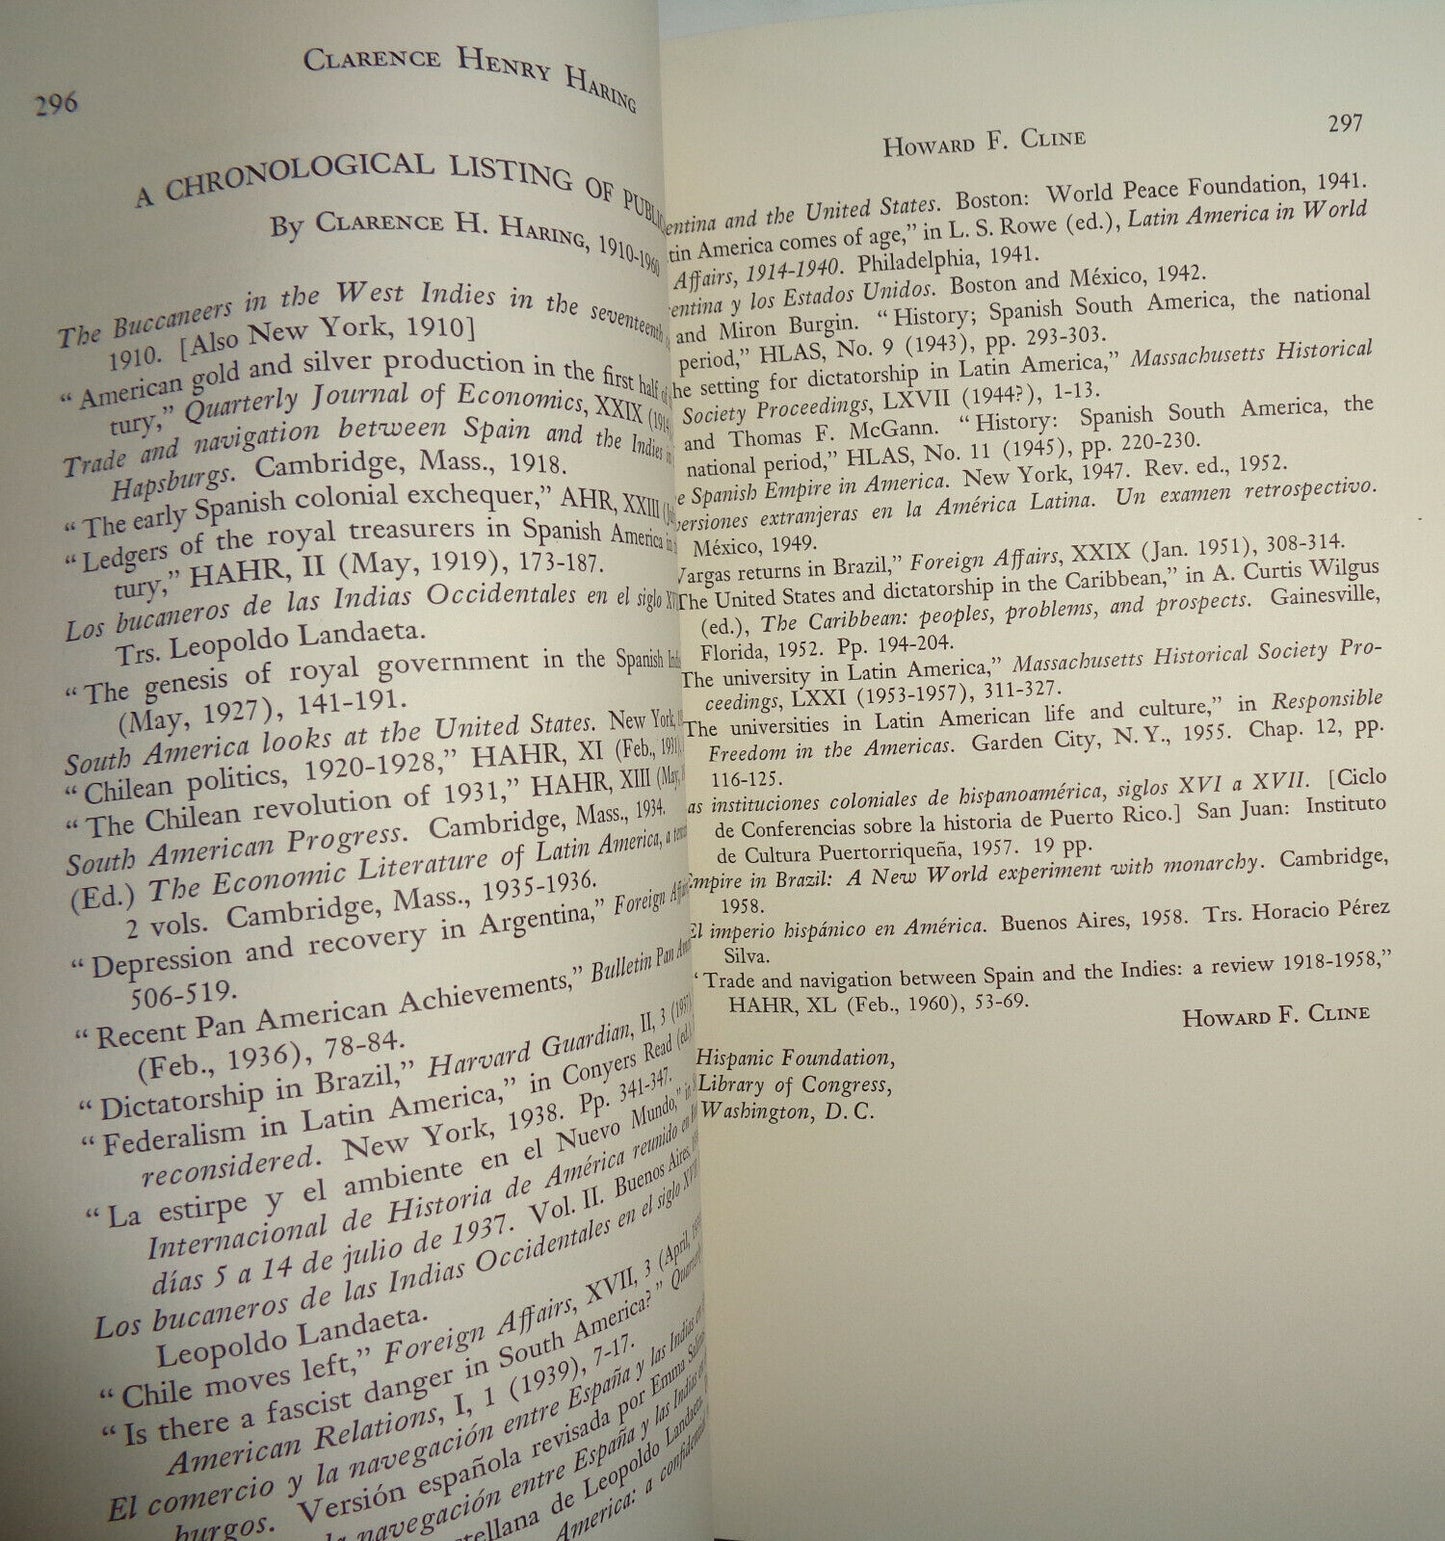 296
CLARENCE HENRY HARING
A CHRONOLOGICAL LISTING OF
By CLARENCE H. HARING, 1910-1960
The Buccaneers in the West Indies in the seventeenth
1910. [Also New York, 1910]
“American gold and silver production in the first half of
tury,” Quarterly Journal of Economics, XXIX
Trade and navigation between Spain and the Indies in
Hapsburgs. Cambridge, Mass., 1918.
“The early Spanish colonial exchequer,” AHR, XXIII
“Ledgers of the royal treasurers in Spanish America in
tury,” HAHR, II (May, 1919), 173-187.
Los bucaneros de las Indias Occidentales en el siglo
Trs. Leopoldo Landaeta.
“The genesis of royal government in the Spanish
(May, 1927), 141-191.
South America looks at the United States. New York,
“Chilean politics, 1920-1928,” HAHR, XI (Feb., 1931),
“The Chilean revolution of 1931,” HAHR, XIII (May,
South American Progress. Cambridge, Mass., 1934.
(Ed.) The Economic Literature of Latin America, a
2 vols. Cambridge, Mass., 1935-1936.
“Depression and recovery in Argentina,” Foreign
506-519.
“Recent Pan American Achievements,” Bulletin Pan
(Feb., 1936), 78-84.
“Dictatorship in Brazil,” Harvard Guardian, II, 3 (1937)
“Federalism in Latin America,” in Conyers Read (ed.)
reconsidered. New York, 1938. Pp. 341-347.
“La estirpe y el ambiente en el Nuevo Mundo,” in
Internacional de Historia de América reunido en
días 5 a 14 de julio de 1937. Vol. II. Buenos Aires,
Los bucaneros de las Indias Occidentales en el siglo XVII
Leopoldo Landaeta.
“Chile moves left,” Foreign Affairs, XVII, 3 (April,
“Is there a fascist danger in South America?”
American Relations, I, 1 (1939), 7-17.
El comercio y la navegación entre España y las Indias en
burgos. Versión española revisada por Emma
la navegación entre España y las Indias
de Leopoldo Landaeta
America: a confidential
HOWARD F. CLINE
297
entina and the United States. Boston: World Peace Foundation, 1941.
tin America comes of age,” in L. S. Rowe (ed.), Latin America in World
Affairs, 1914-1940. Philadelphia, 1941.
entina y los Estados Unidos. Boston and México, 1942.
and Miron Burgin. “History; Spanish South America, the national
period,” HLAS, No. 9 (1943), pp. 293-303.
he setting for dictatorship in Latin America,” Massachusetts Historical
Society Proceedings, LXVII (1944?), 1-13.
and Thomas F. McGann. “History: Spanish South America, the
national period,” HLAS, No. 11 (1945), pp. 220-230.
e Spanish Empire in America. New York, 1947. Rev. ed., 1952.
versiones extranjeras en la América Latina. Un examen retrospectivo.
México, 1949.
Vargas returns in Brazil,” Foreign Affairs, XXIX (Jan. 1951), 308-314.
The United States and dictatorship in the Caribbean,” in A. Curtis Wilgus
(ed.), The Caribbean: peoples, problems, and prospects. Gainesville,
Florida, 1952. Pp. 194-204.
The university in Latin America,” Massachusetts Historical Society Pro-
ceedings, LXXI (1953-1957), 311-327.
The universities in Latin American life and culture,” in Responsible
Freedom in the Americas. Garden City, N. Y., 1955. Chap. 12, pp.
116-125.
as instituciones coloniales de hispanoamérica, siglos XVI a XVII. [Ciclo
de Conferencias sobre la historia de Puerto Rico.] San Juan: Instituto
de Cultura Puertorriqueña, 1957. 19 pp.
Empire in Brazil: A New World experiment with monarchy. Cambridge,
1958.
El imperio hispánico en América. Buenos Aires, 1958. Trs. Horacio Pérez
Silva.
‘Trade and navigation between Spain and the Indies: a review 1918-1958,”
HAHR, XL (Feb., 1960), 53-69.
HOWARD F. CLINE
Hispanic Foundation,
Library of Congress,
Washington, D. C.